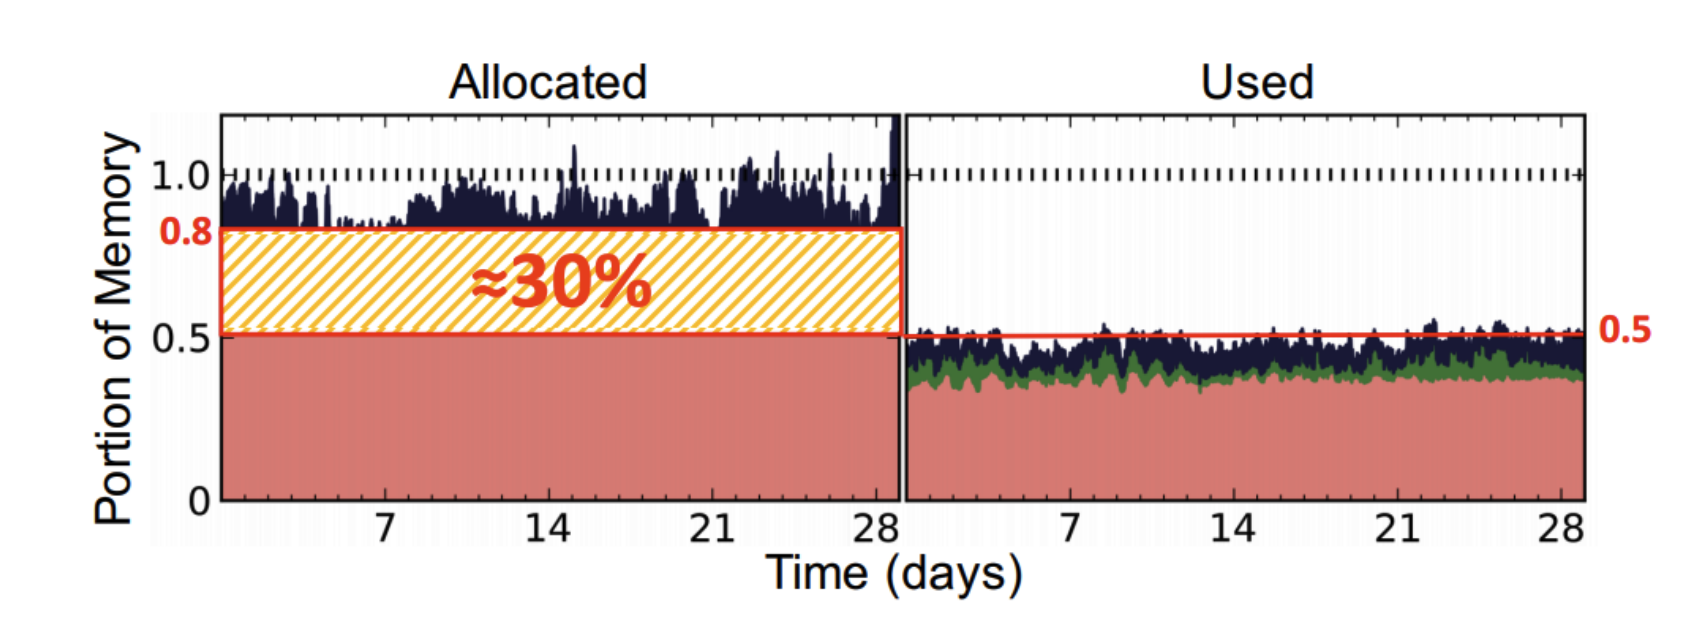 Allocated
Used
Portion of Memory
1.0
0.8
≈30%
0.5
0.5
0
7 14 21 28
7 14 21 28
Time (days)